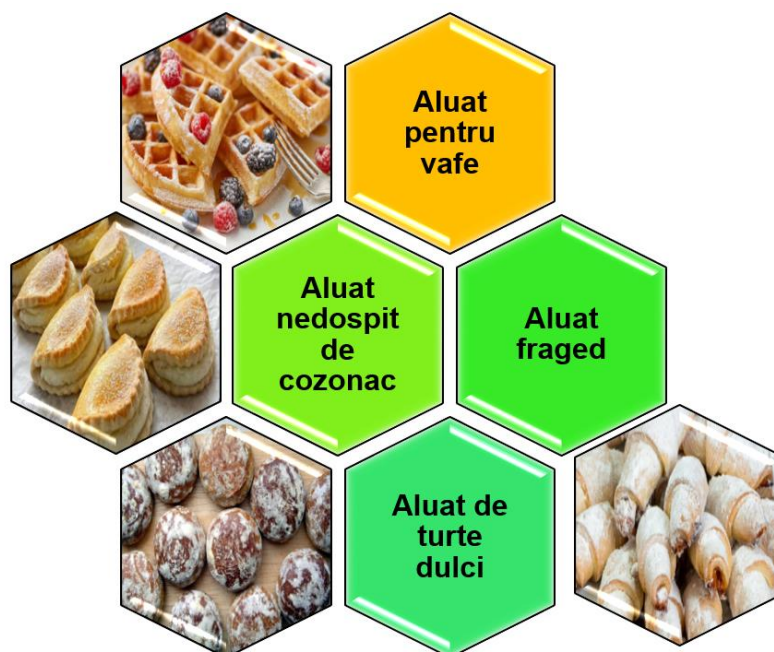 Aluat
pentru
vafe
Aluat
nedospit
de
cozonac
Aluat
fraged
Aluat de
turte
dulci